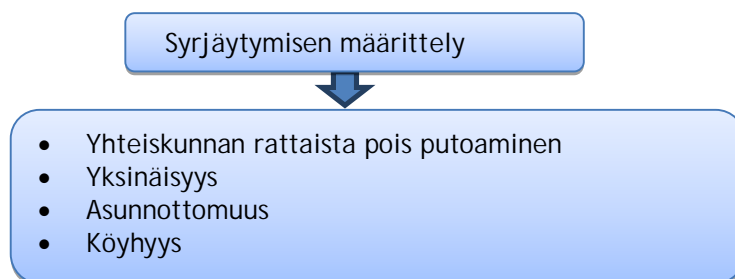 Syrjäytymisen määrittely
• Yhteiskunnan rattaista pois putoaminen
• Yksinäisyys
• Asunnottomuus
• Köyhyys